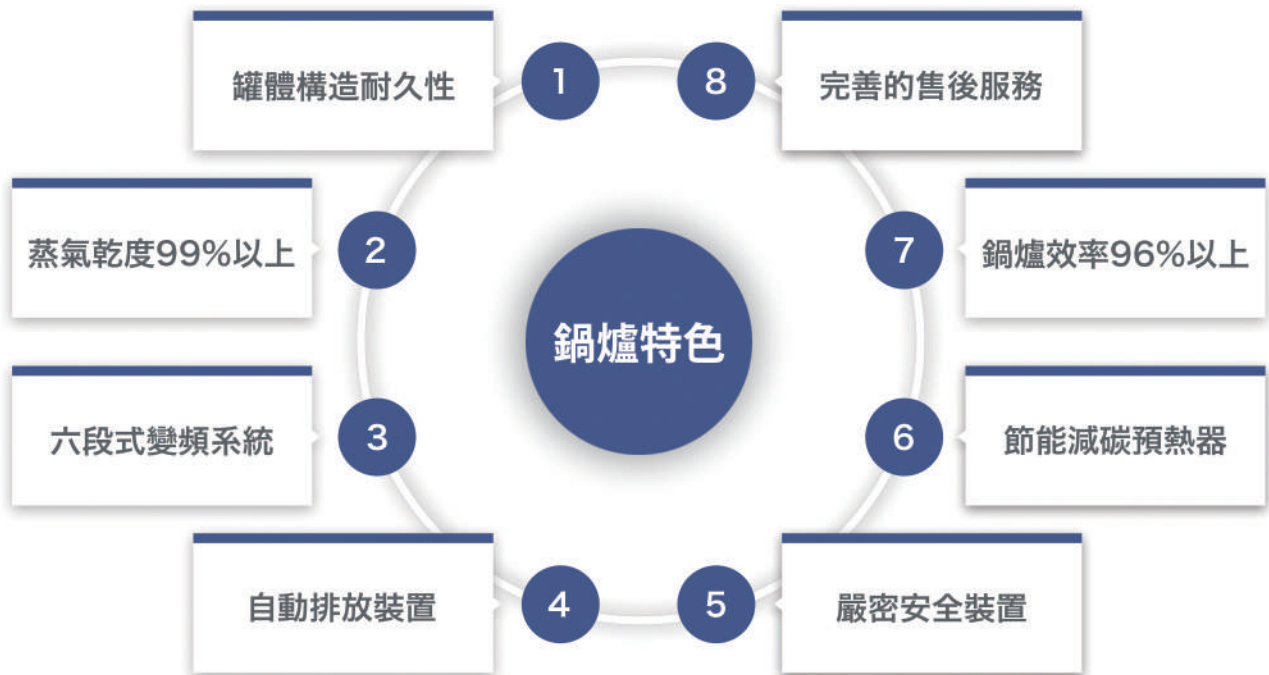 鍋爐特色
1
罐體構造耐久性
2
蒸氣乾度99%以上
3
六段式變頻系統
4
自動排放裝置
5
嚴密安全裝置
6
節能減碳預熱器
7
鍋爐效率96%以上
8
完善的售後服務